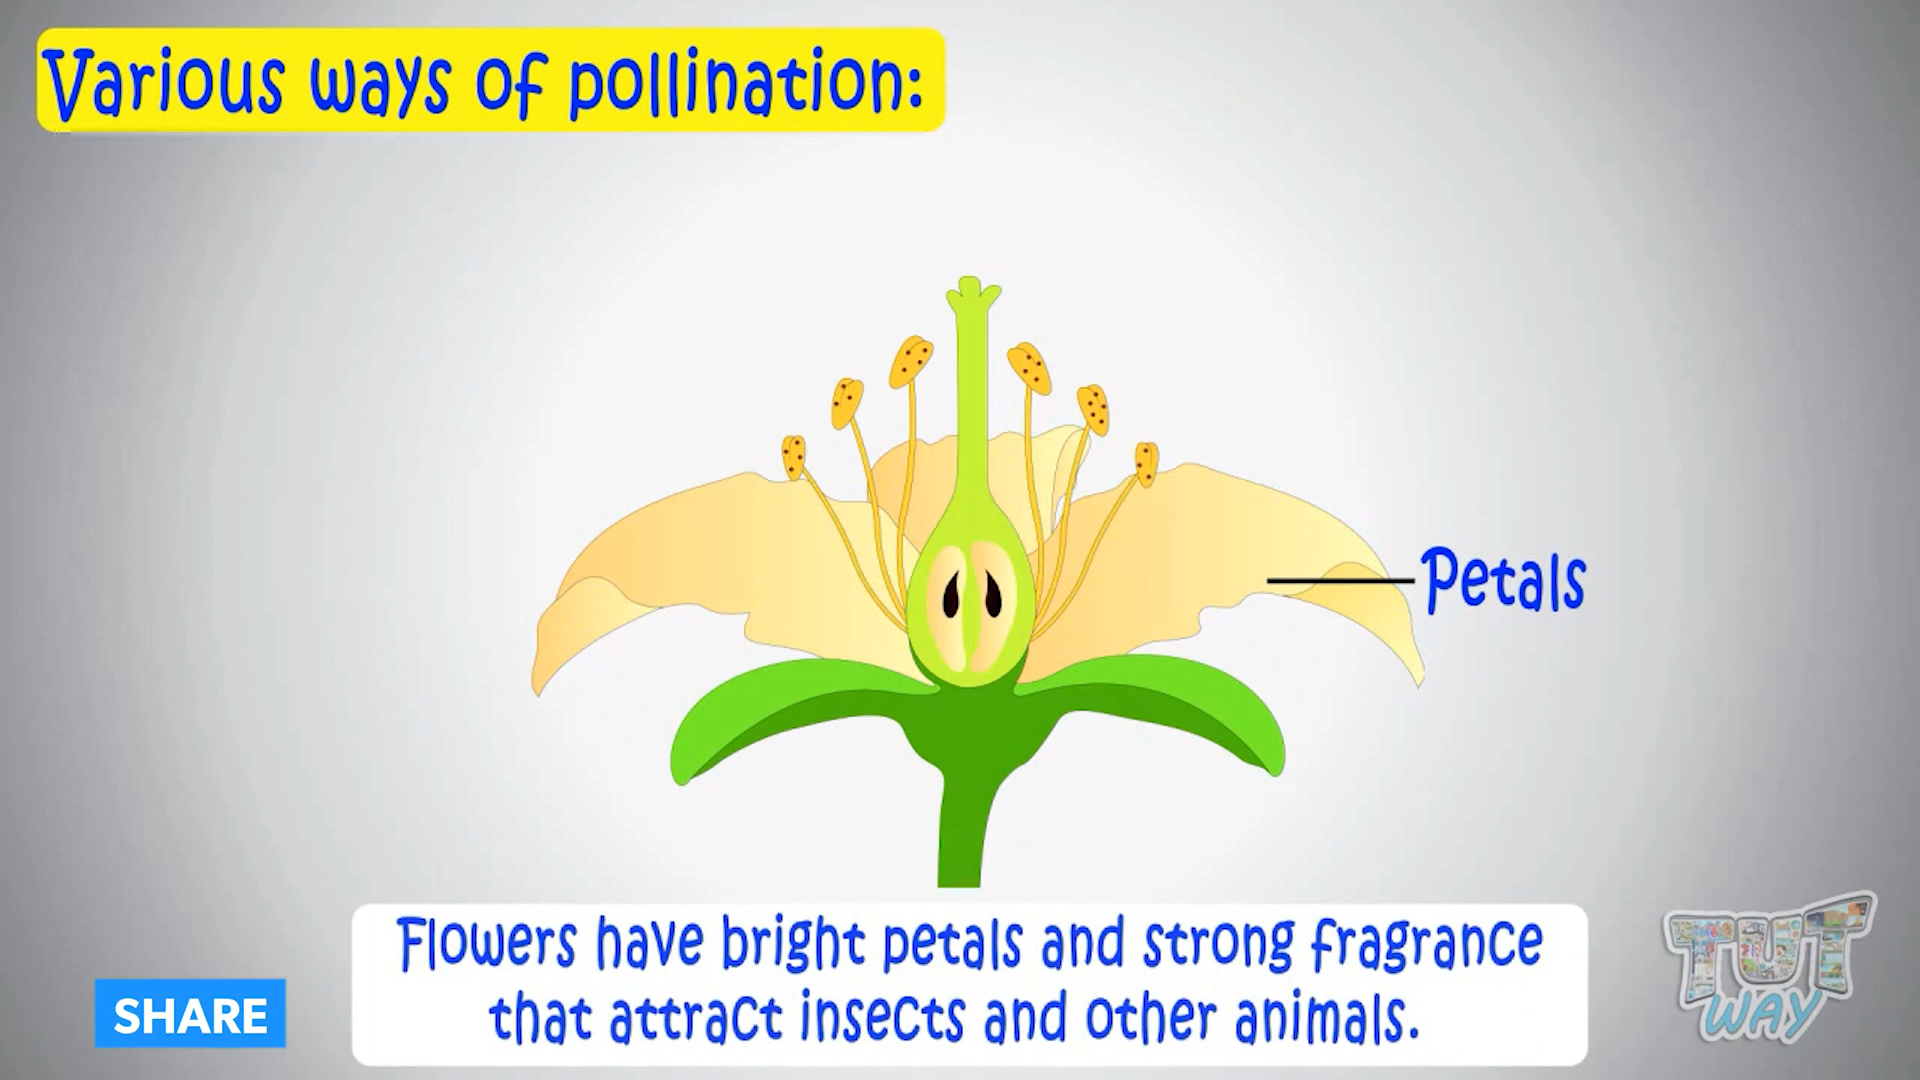 Various ways of pollination:
Petals
Flowers have bright petals and strong fragrance
that attract insects and other animals.
SHARE
TUT
WAY